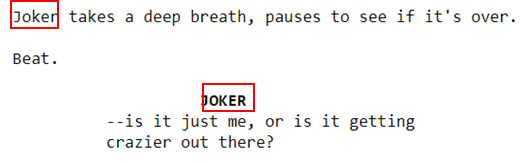 Joker takes a deep breath, pauses to see if it's over.
Beat.
JOKER
--is it just me, or is it getting
crazier out there?